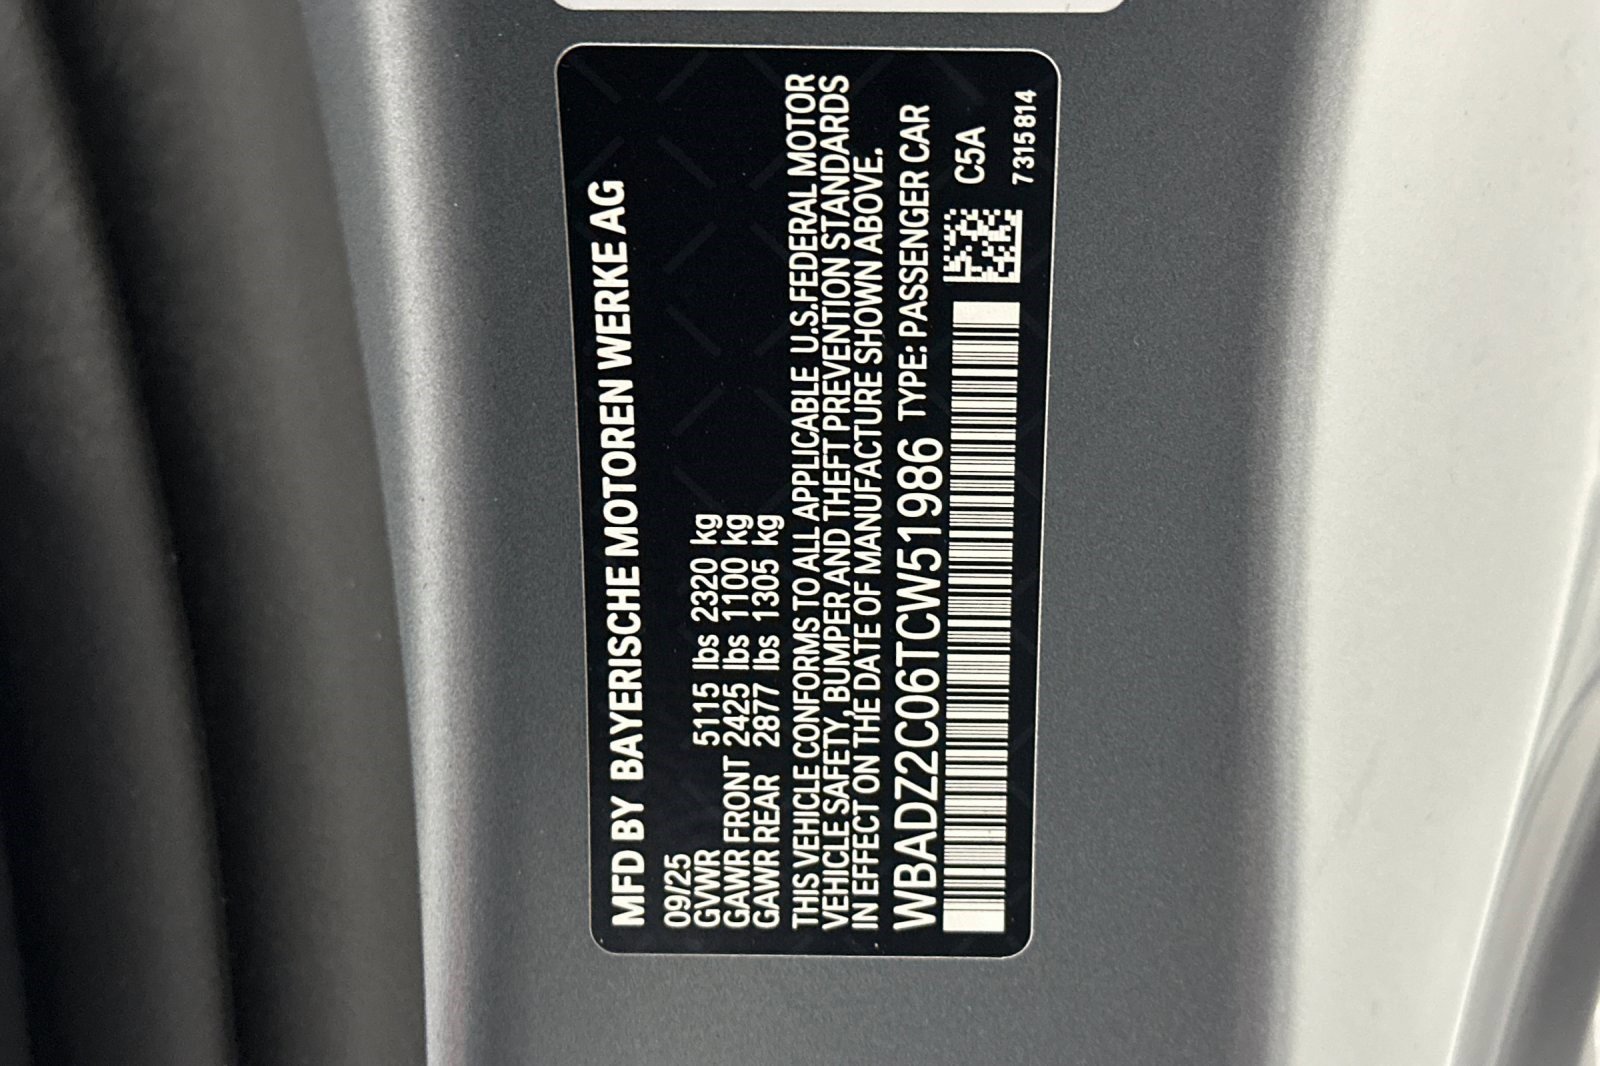 MFD BY BAYERISCHE MOTOREN WERKE AG
09/25
GVWR 5115 lbs 2320 kg
GAWR FRONT 2425 lbs 1100 kg
GAWR REAR 2877 lbs 1305 kg
THIS VEHICLE CONFORMS TO ALL APPLICABLE U.S.FEDERAL MOTOR
VEHICLE SAFETY, BUMPER AND THEFT PREVENTION STANDARDS
IN EFFECT ON THE DATE OF MANUFACTURE SHOWN ABOVE.
WBADZ2C06TCW51986 TYPE: PASSENGER CAR
C5A
7315814